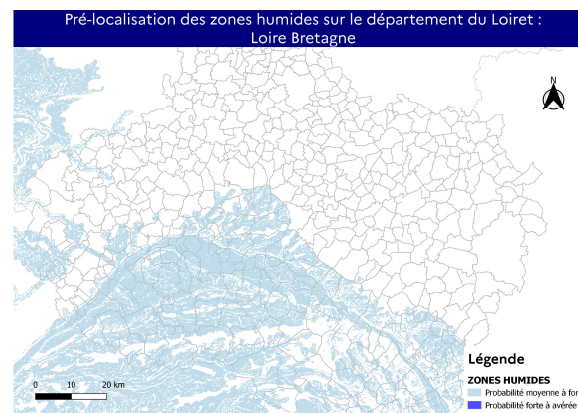 Pré-localisation des zones humides sur le département du Loiret :
Loire Bretagne
N
Légende
ZONES HUMIDES
Probabilité moyenne à for
Probabilité forte à avérée
0 10 20 km